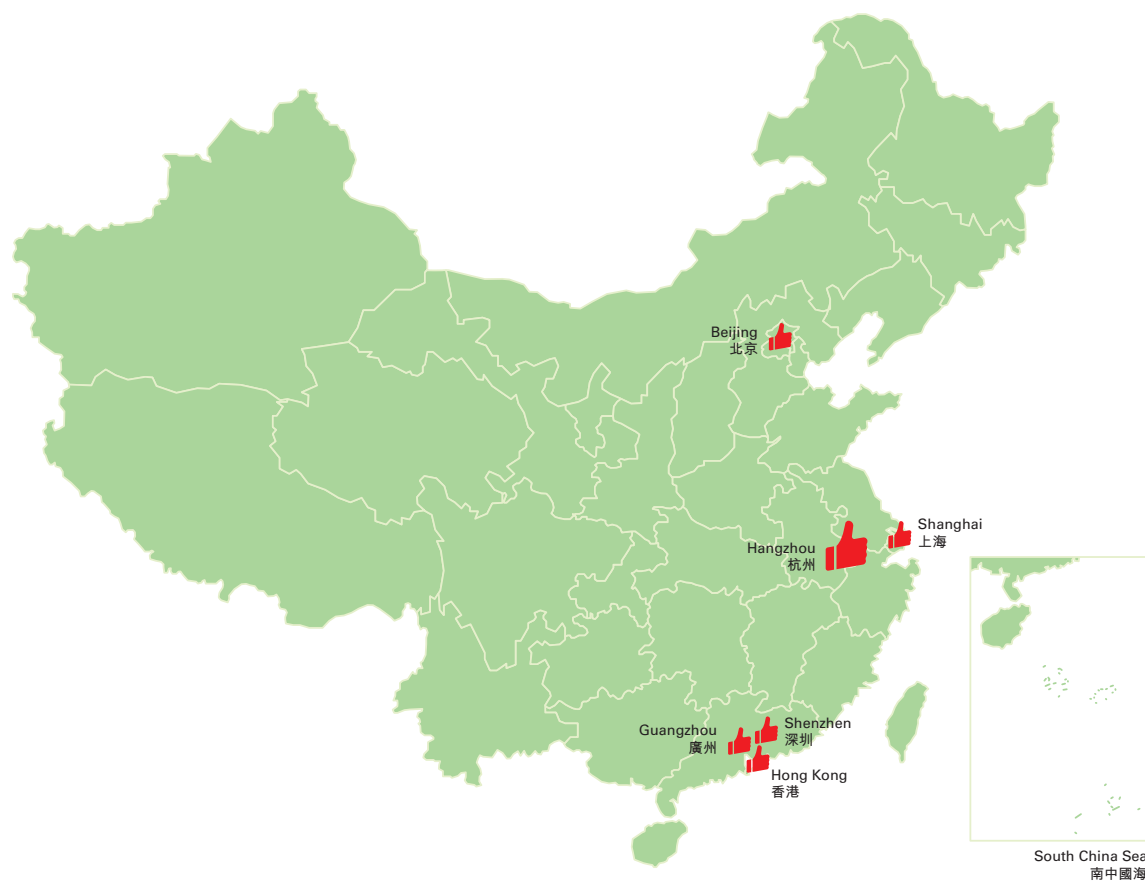 Beijing
北京
Shanghai
上海
Hangzhou
杭州
Guangzhou
廣州
Shenzhen
深圳
Hong Kong
香港
South China Sea
南中國海